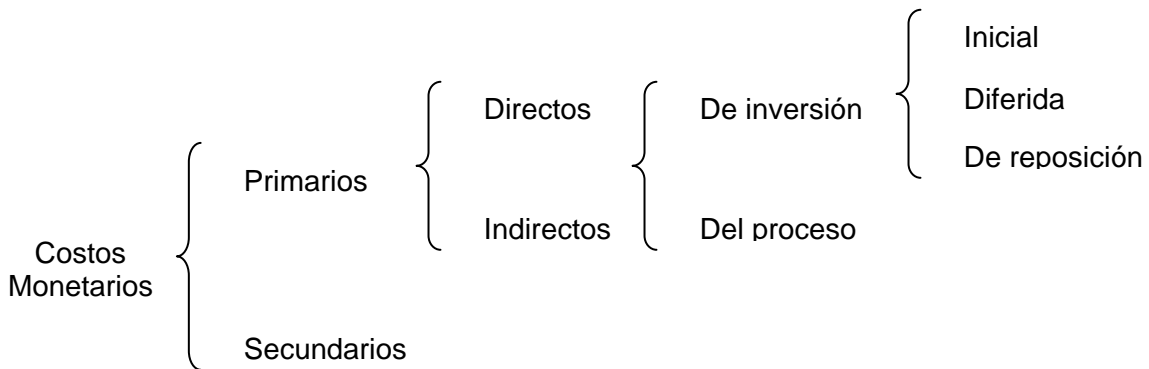 Costos
Monetarios
Primarios
Secundarios
Directos
Indirectos
De inversión
Del proceso
Inicial
Diferida
De reposición